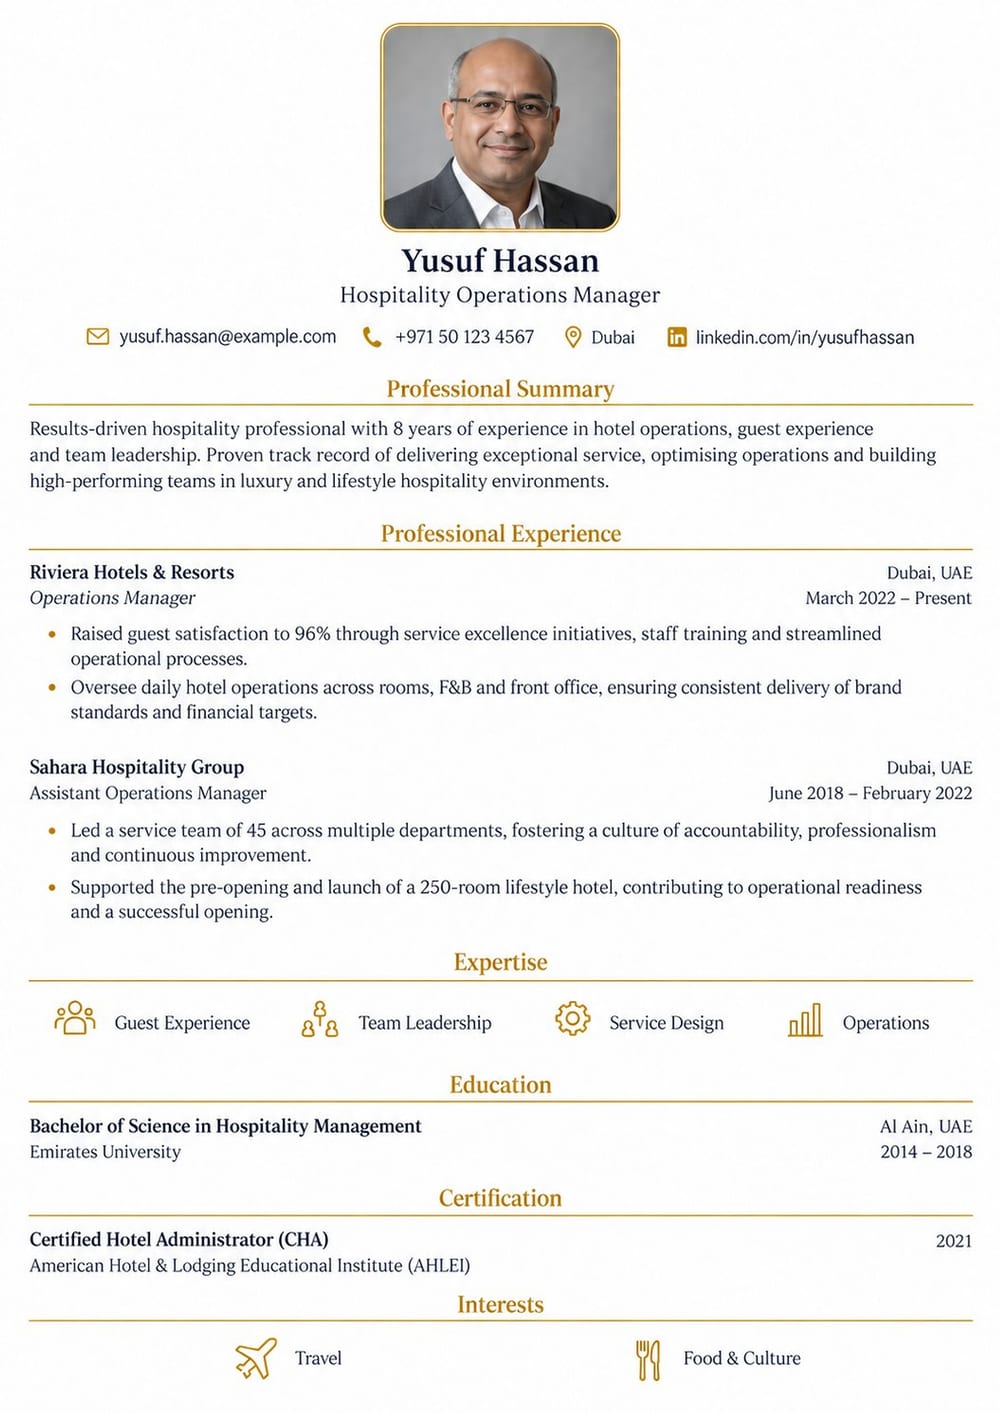 Yusuf Hassan
Hospitality Operations Manager
yusuf.hassan@example.com +971 50 123 4567 Dubai linkedin.com/in/yusufhassan
Professional Summary
Results-driven hospitality professional with 8 years of experience in hotel operations, guest experience
and team leadership. Proven track record of delivering exceptional service, optimising operations and building
high-performing teams in luxury and lifestyle hospitality environments.
Professional Experience
Riviera Hotels & Resorts Dubai, UAE
Operations Manager March 2022 – Present
• Raised guest satisfaction to 96% through service excellence initiatives, staff training and streamlined
operational processes.
• Oversee daily hotel operations across rooms, F&B and front office, ensuring consistent delivery of brand
standards and financial targets.
Sahara Hospitality Group Dubai, UAE
Assistant Operations Manager June 2018 – February 2022
• Led a service team of 45 across multiple departments, fostering a culture of accountability, professionalism
and continuous improvement.
• Supported the pre-opening and launch of a 250-room lifestyle hotel, contributing to operational readiness
and a successful opening.
Expertise
Guest Experience Team Leadership Service Design Operations
Education
Bachelor of Science in Hospitality Management Al Ain, UAE
Emirates University 2014 – 2018
Certification
Certified Hotel Administrator (CHA) 2021
American Hotel & Lodging Educational Institute (AHLEI)
Interests
Travel Food & Culture